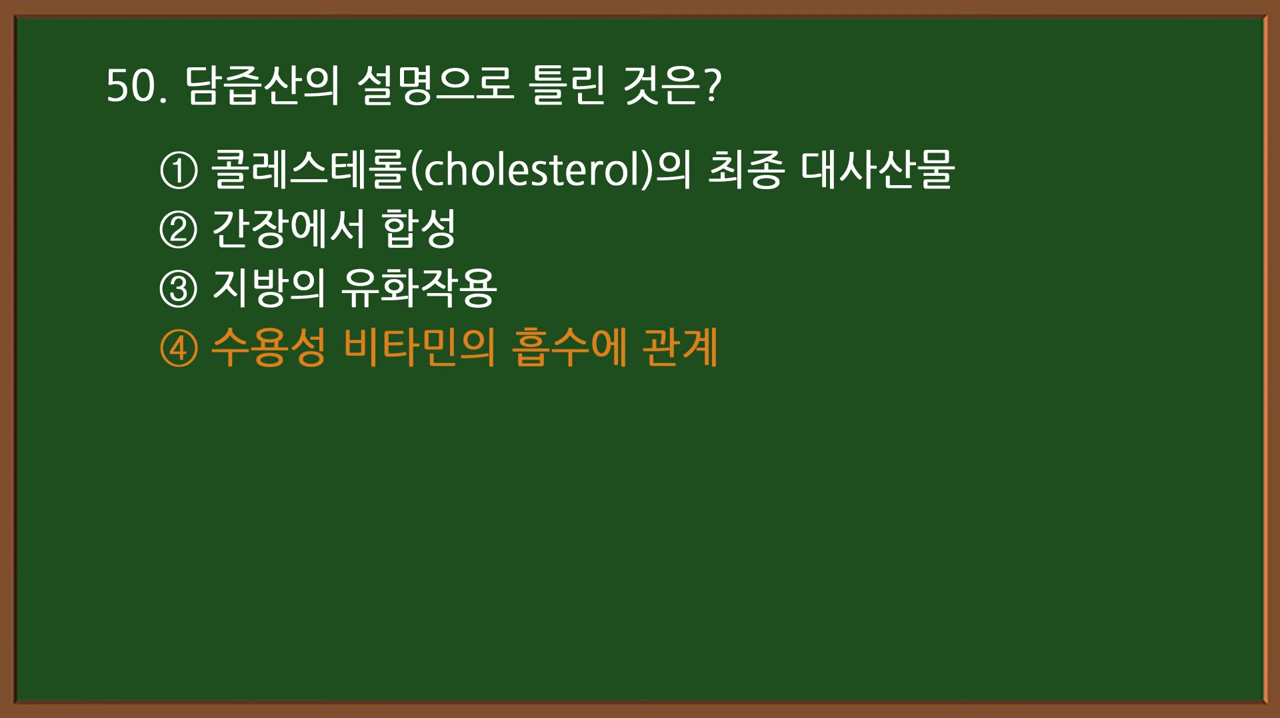 50. 담즙산의 설명으로 틀린 것은?
① 콜레스테롤(cholesterol)의 최종 대사산물
② 간장에서 합성
③ 지방의 유화작용
④ 수용성 비타민의 흡수에 관계